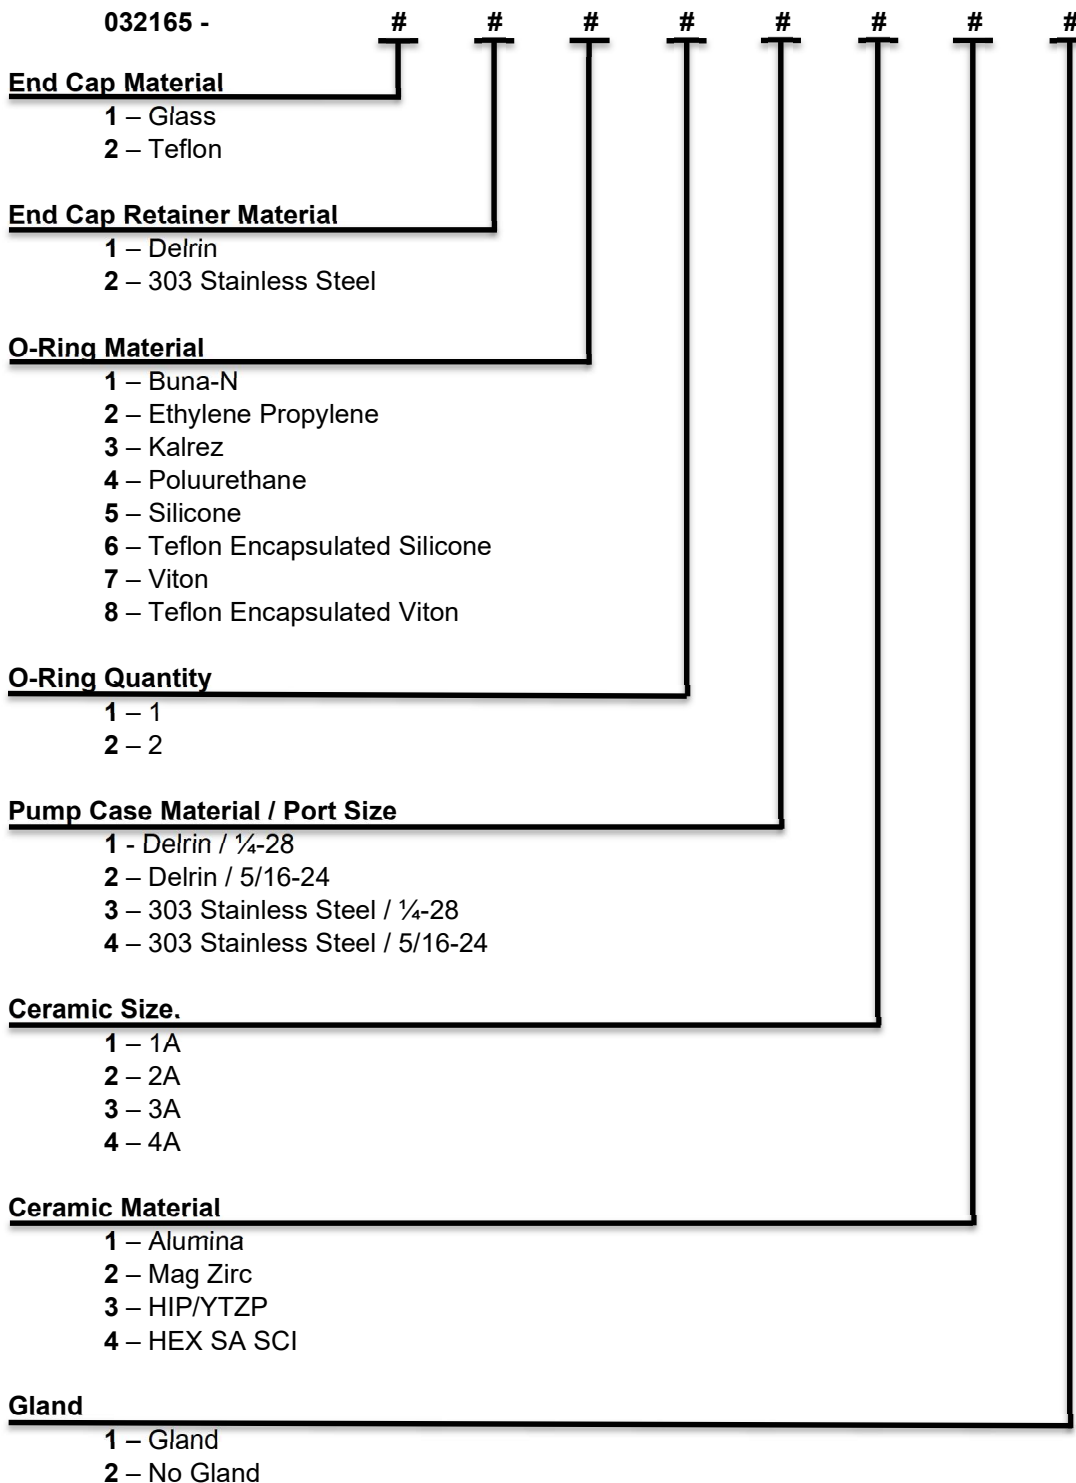 032165 - # # # # # # # #
End Cap Material
1 – Glass
2 – Teflon
End Cap Retainer Material
1 – Delrin
2 – 303 Stainless Steel
O-Ring Material
1 – Buna-N
2 – Ethylene Propylene
3 – Kalrez
4 – Poluurethane
5 – Silicone
6 – Teflon Encapsulated Silicone
7 – Viton
8 – Teflon Encapsulated Viton
O-Ring Quantity
1 – 1
2 – 2
Pump Case Material / Port Size
1 - Delrin / ¼-28
2 – Delrin / 5/16-24
3 – 303 Stainless Steel / ¼-28
4 – 303 Stainless Steel / 5/16-24
Ceramic Size.
1 – 1A
2 – 2A
3 – 3A
4 – 4A
Ceramic Material
1 – Alumina
2 – Mag Zirc
3 – HIP/YTZP
4 – HEX SA SCI
Gland
1 – Gland
2 – No Gland